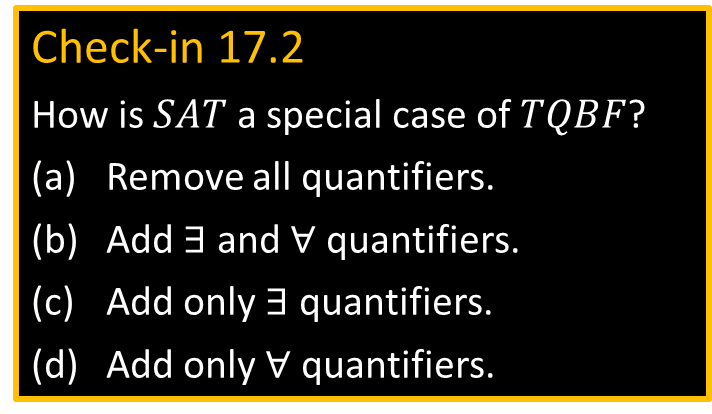 Check-in 17.2
How is SAT a special case of TQBF?
(a) Remove all quantifiers.
(b) Add ∃ and ∀ quantifiers.
(c) Add only ∃ quantifiers.
(d) Add only ∀ quantifiers.